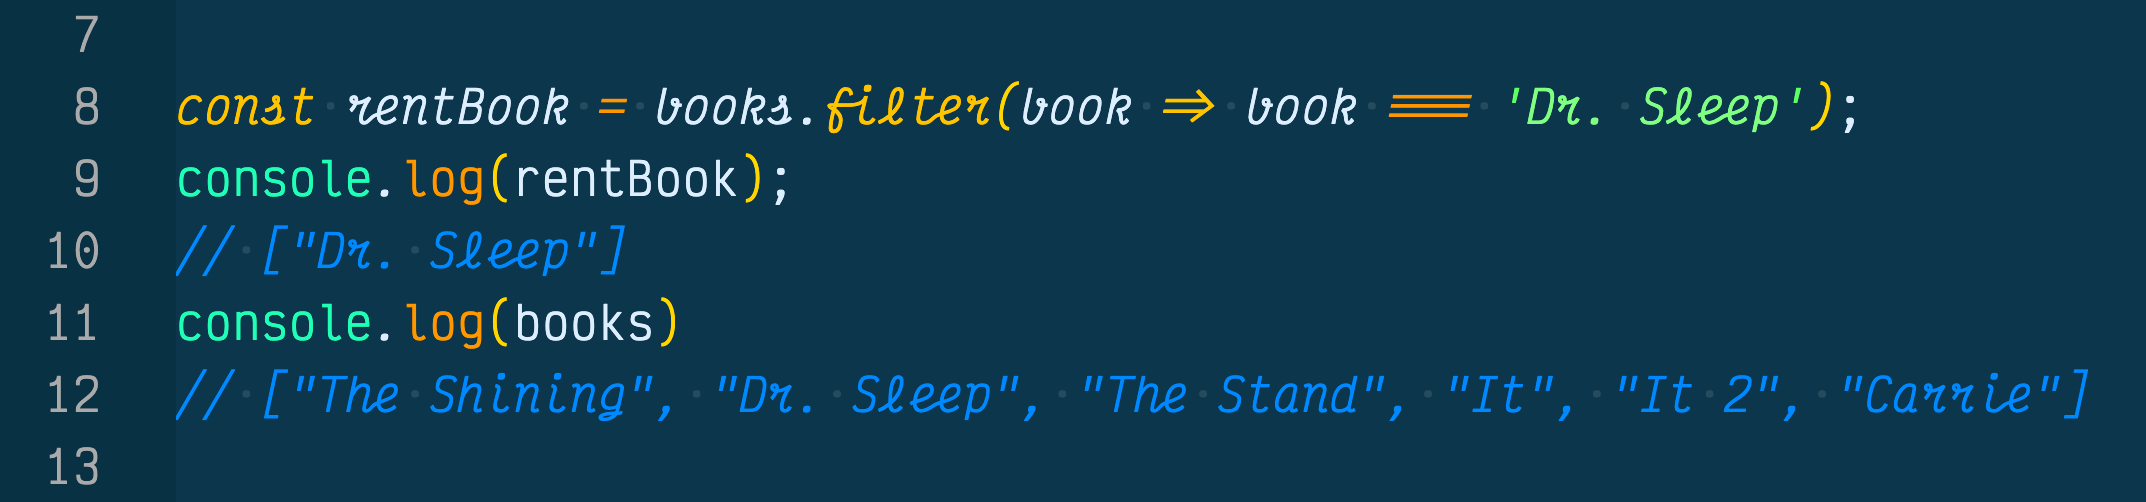 7
8 const rentBook = books.filter(book => book === 'Dr. Sleep');
9 console.log(rentBook);
10 // ["Dr. Sleep"]
11 console.log(books)
12 // ["The Shining", "Dr. Sleep", "The Stand", "It", "It 2", "Carrie"]
13